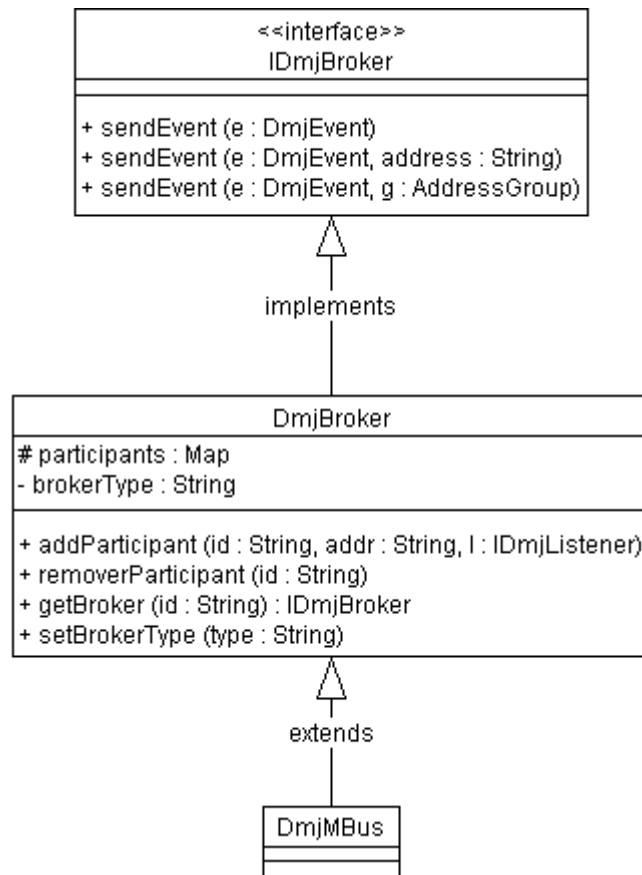 <<interface>>
IDmjBroker
+ sendEvent (e : DmjEvent)
+ sendEvent (e : DmjEvent, address : String)
+ sendEvent (e : DmjEvent, g : AddressGroup)
implements
DmjBroker
# participants : Map
- brokerType : String
+ addParticipant (id : String, addr : String, l : IDmjListener)
+ removerParticipant (id : String)
+ getBroker (id : String) : IDmjBroker
+ setBrokerType (type : String)
extends
DmjMBus